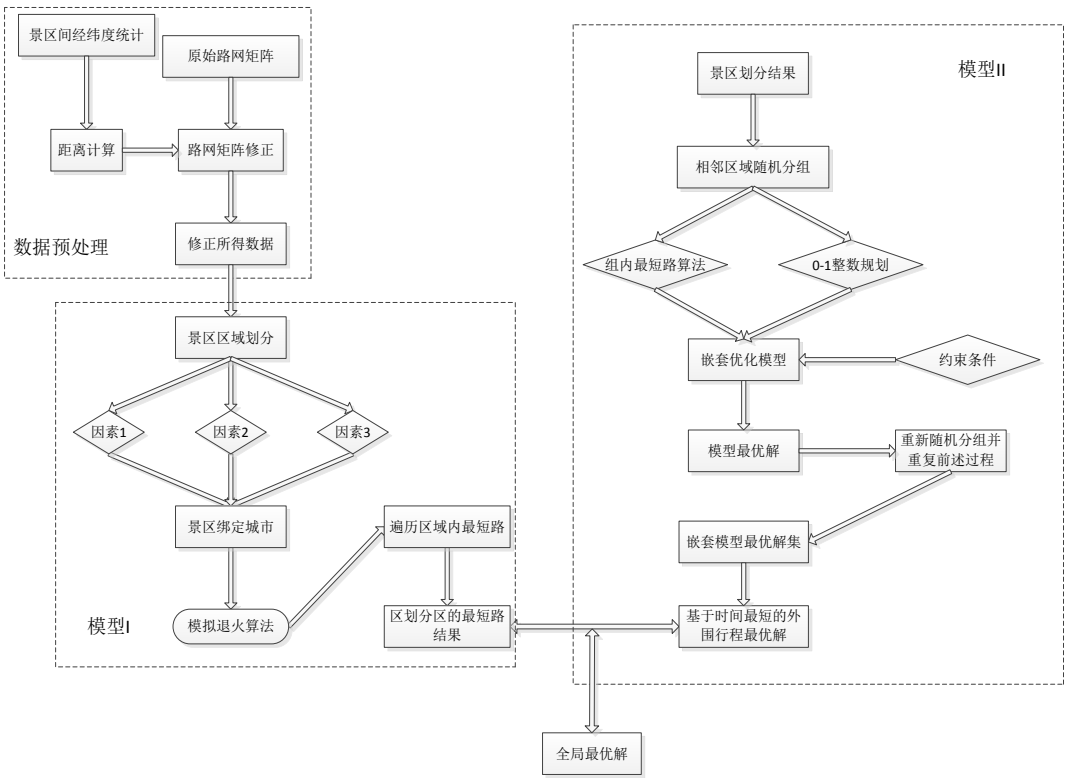 景区间经纬度统计
原始路网矩阵
距离计算
路网矩阵修正
修正所得数据
数据预处理
景区区域划分
因素1
因素2
因素3
景区绑定城市
遍历区域内最短路
模拟退火算法
区划分区的最短路
结果
模型I
模型II
景区划分结果
相邻区域随机分组
组内最短路算法
0-1整数规划
嵌套优化模型
约束条件
模型最优解
重新随机分组并
重复前述过程
嵌套模型最优解集
基于时间最短的外
围行程最优解
全局最优解